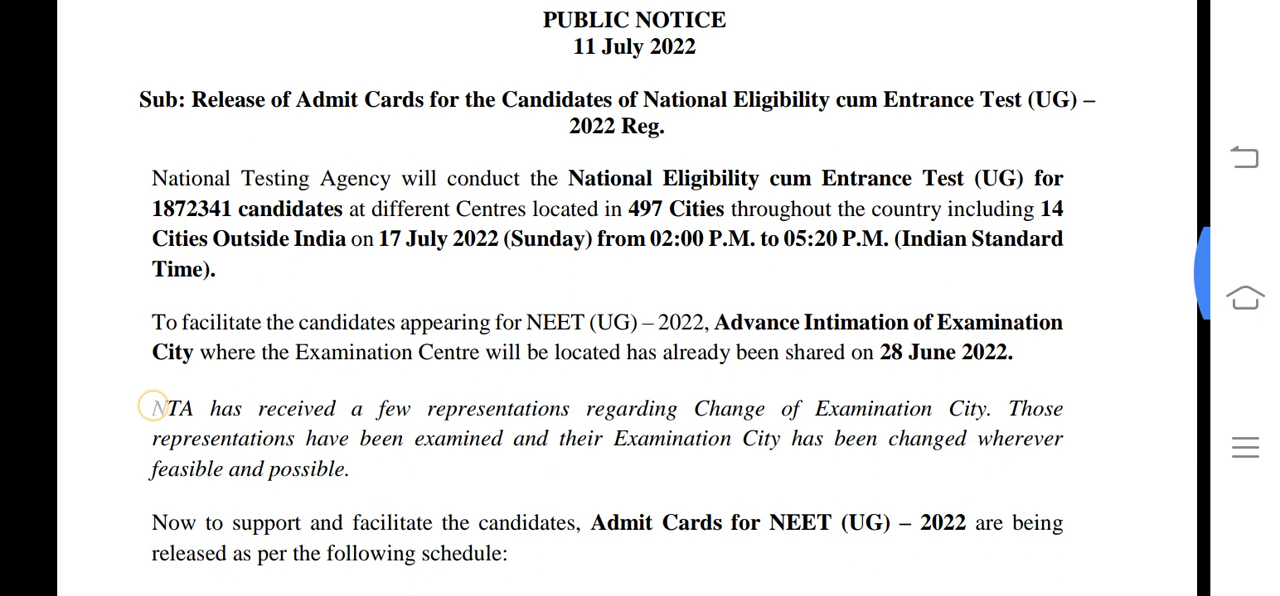 PUBLIC NOTICE
11 July 2022
Sub: Release of Admit Cards for the Candidates of National Eligibility cum Entrance Test (UG) –
2022 Reg.
National Testing Agency will conduct the National Eligibility cum Entrance Test (UG) for
1872341 candidates at different Centres located in 497 Cities throughout the country including 14
Cities Outside India on 17 July 2022 (Sunday) from 02:00 P.M. to 05:20 P.M. (Indian Standard
Time).
To facilitate the candidates appearing for NEET (UG) – 2022, Advance Intimation of Examination
City where the Examination Centre will be located has already been shared on 28 June 2022.
NTA has received a few representations regarding Change of Examination City. Those
representations have been examined and their Examination City has been changed wherever
feasible and possible.
Now to support and facilitate the candidates, Admit Cards for NEET (UG) – 2022 are being
released as per the following schedule: